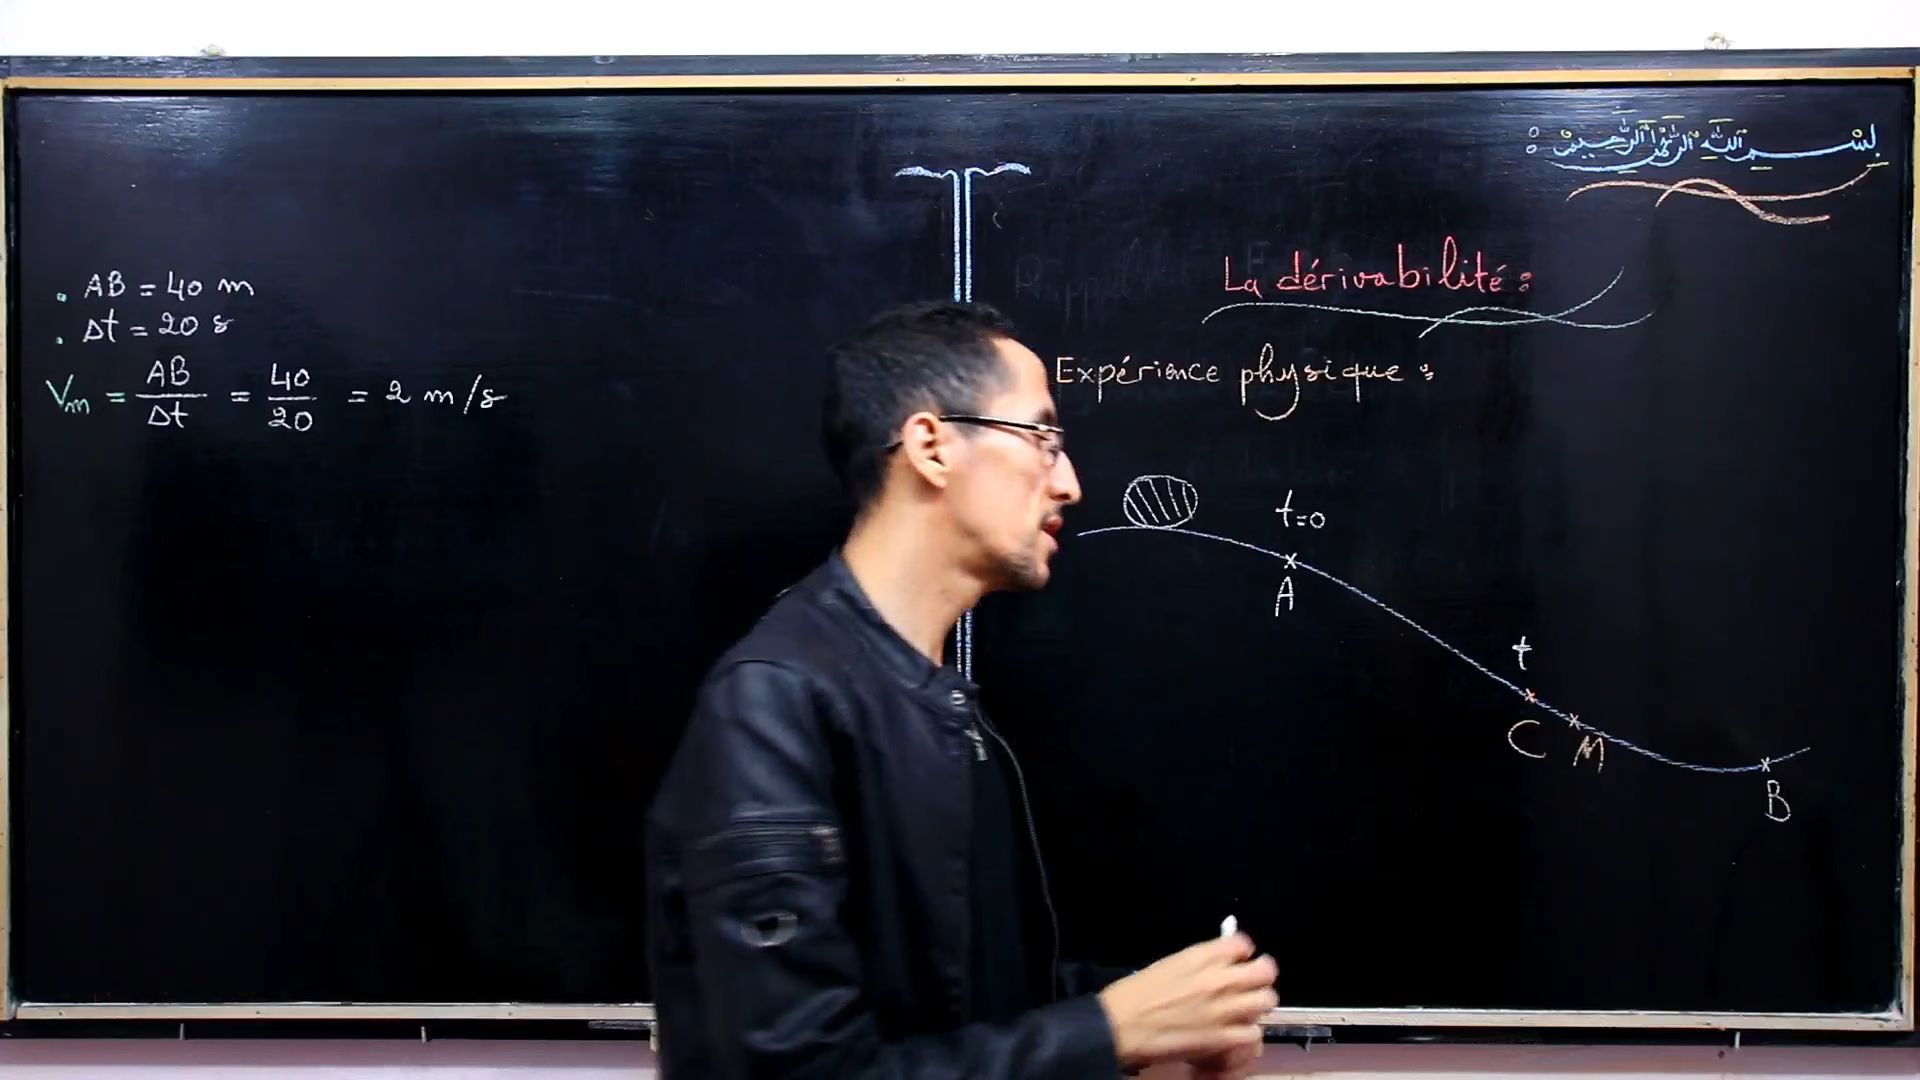 بسم الله الرحمن الرحيم :
La dérivabilité :
Expérience physique :
t=0
A
t
C M
B
. AB = 40 m
. Δt = 20 s
Vm = AB/Δt = 40/20 = 2 m/s